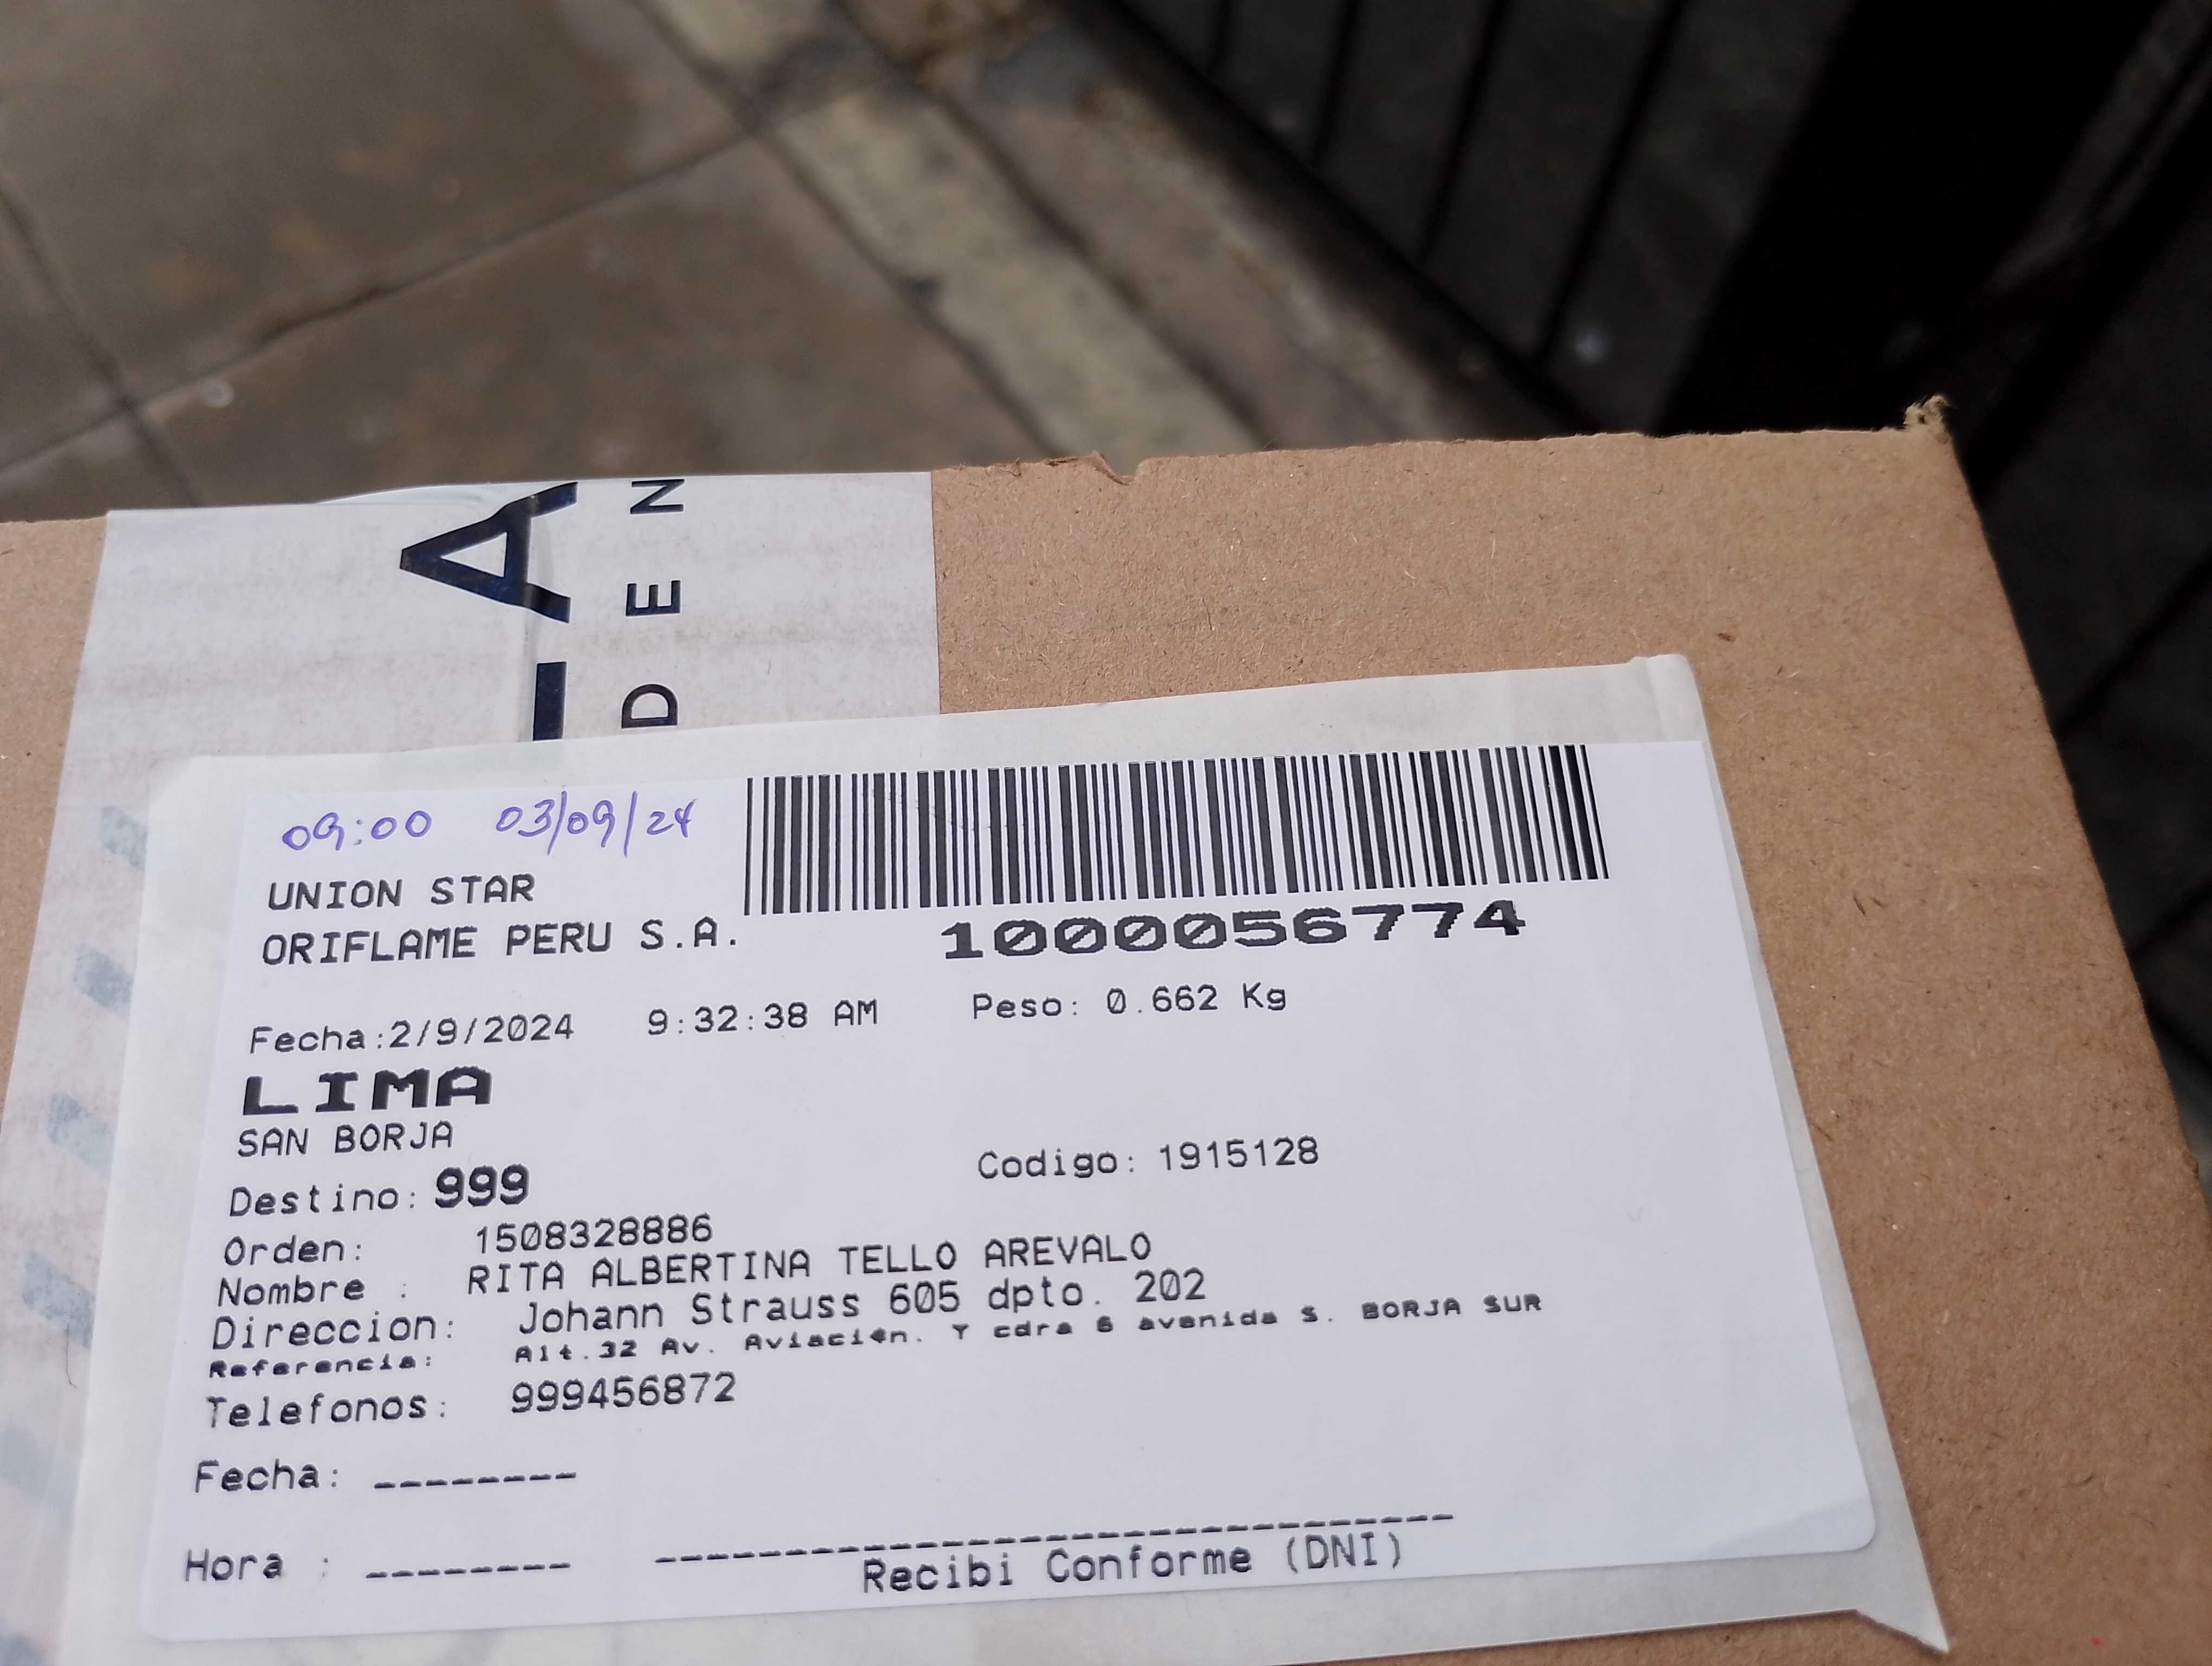 A
DEN
09:00 03/09/24
UNION STAR
ORIFLAME PERU S.A.
1000056774
Fecha:2/9/2024 9:32:38 AM Peso: 0.662 Kg
LIMA
SAN BORJA
Destino: 999 Codigo: 1915128
Orden: 1508328886
Nombre : RITA ALBERTINA TELLO AREVALO
Direccion: Johann Strauss 605 dpto. 202
Referencia: Alt.32 Av. Aviación. Y cdra 6 avenida S. BORJA SUR
Telefonos: 999456872
Fecha: --------
Hora : --------
Recibi Conforme (DNI)